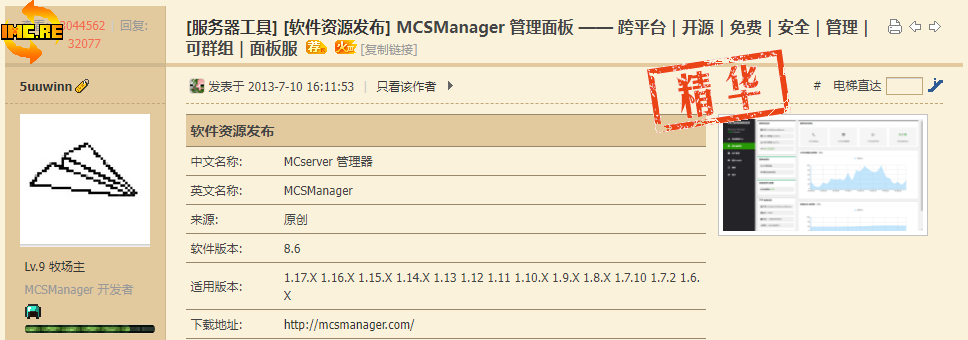 3044562 回复:
32077
IMC.RE
[服务器工具] [软件资源发布] MCSManager 管理面板 —— 跨平台 | 开源 | 免费 | 安全 | 管理 |
可群组 | 面板服 荐 火 [复制链接]
5uuwinn
发表于 2013-7-10 16:11:53 | 只看该作者
精华
# 电梯直达
软件资源发布
中文名称: MCserver 管理器
英文名称: MCSManager
来源: 原创
软件版本: 8.6
适用版本: 1.17.X 1.16.X 1.15.X 1.14.X 1.13 1.12 1.11 1.10.X 1.9.X 1.8.X 1.7.10 1.7.2 1.6.
X
下载地址: http://mcsmanager.com/
Lv.9 牧场主
MCSManager 开发者